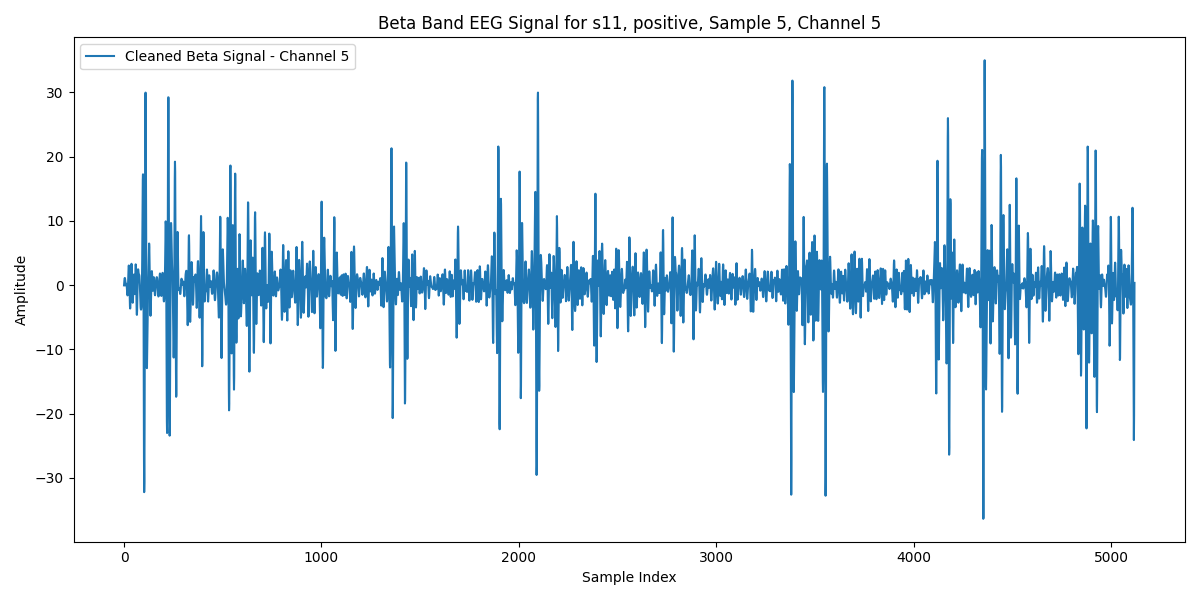 Beta Band EEG Signal for s11, positive, Sample 5, Channel 5
Cleaned Beta Signal - Channel 5
Amplitude
30
20
10
0
−10
−20
−30
0 1000 2000 3000 4000 5000
Sample Index